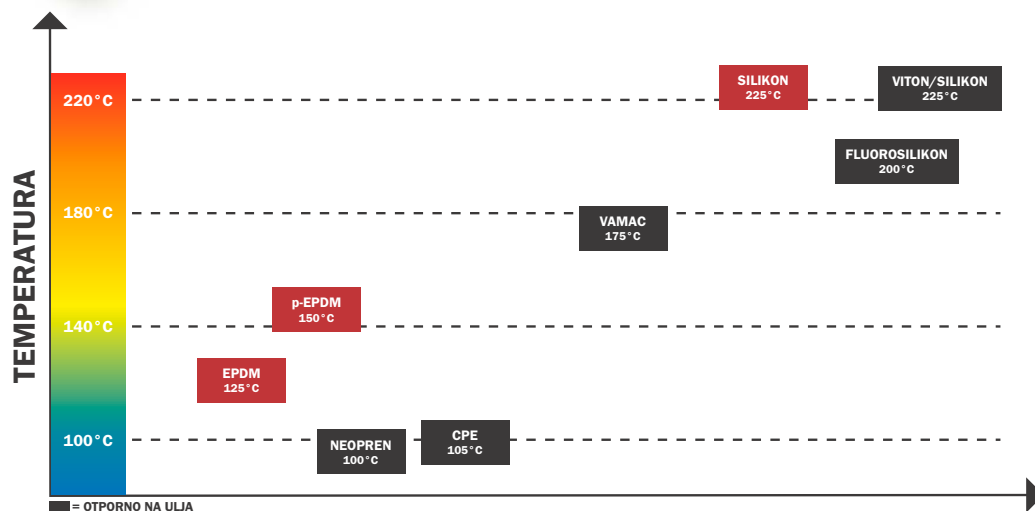 TEMPERATURA
220°C
180°C
140°C
100°C
SILIKON
225°C
VITON/SILIKON
225°C
FLUOROSILIKON
200°C
VAMAC
175°C
p-EPDM
150°C
EPDM
125°C
NEOPREN
100°C
CPE
105°C
= OTPORNO NA ULJA